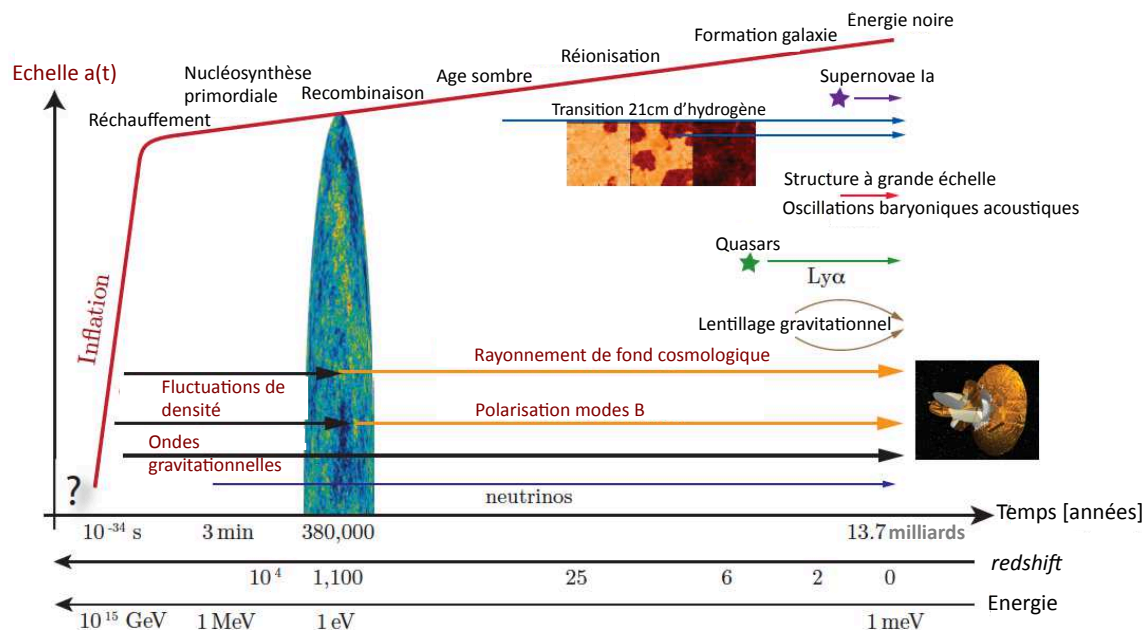 Énergie noire
Formation galaxie
Réionisation
Echelle a(t)
Nucléosynthèse
primordiale
Recombinaison
Age sombre
Supernovae Ia
Réchauffement
Transition 21cm d'hydrogène
Structure à grande échelle
Oscillations baryoniques acoustiques
Quasars
Lyα
Inflation
Lentillage gravitationnel
Rayonnement de fond cosmologique
Fluctuations de
densité
Polarisation modes B
Ondes
gravitationnelles
?
neutrinos
Temps [années]
10⁻³⁴ s 3 min 380,000 13.7 milliards
redshift
10⁴ 1,100 25 6 2 0
Energie
10¹⁵ GeV 1 MeV 1 eV 1 meV